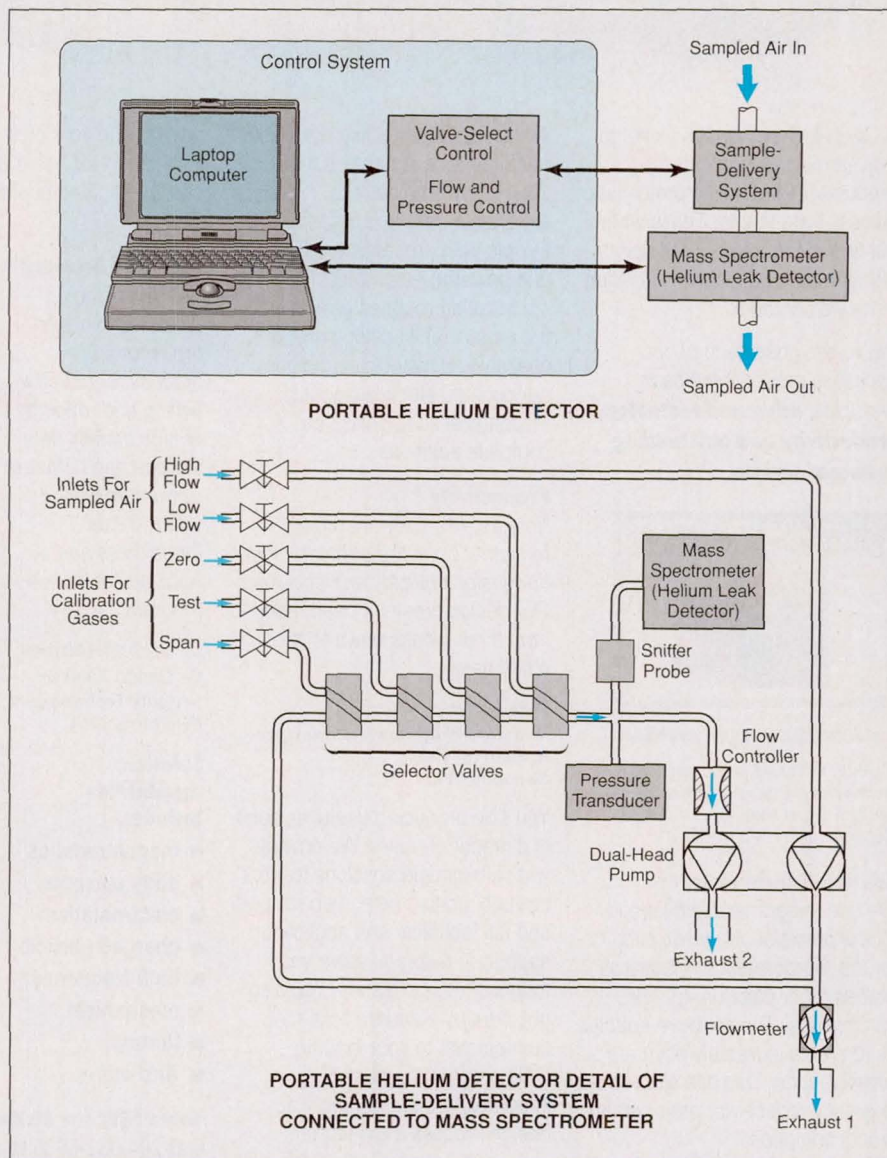 Control System
Laptop
Computer
Valve-Select
Control
Flow and
Pressure Control
Sampled Air In
Sample-
Delivery
System
Mass Spectrometer
(Helium Leak Detector)
Sampled Air Out
PORTABLE HELIUM DETECTOR
Inlets For
Sampled Air
High
Flow
Low
Flow
Inlets For
Calibration
Gases
Zero
Test
Span
Selector Valves
Mass
Spectrometer
(Helium Leak
Detector)
Sniffer
Probe
Pressure
Transducer
Flow
Controller
Dual-Head
Pump
Exhaust 2
Flowmeter
Exhaust 1
PORTABLE HELIUM DETECTOR DETAIL OF
SAMPLE-DELIVERY SYSTEM
CONNECTED TO MASS SPECTROMETER